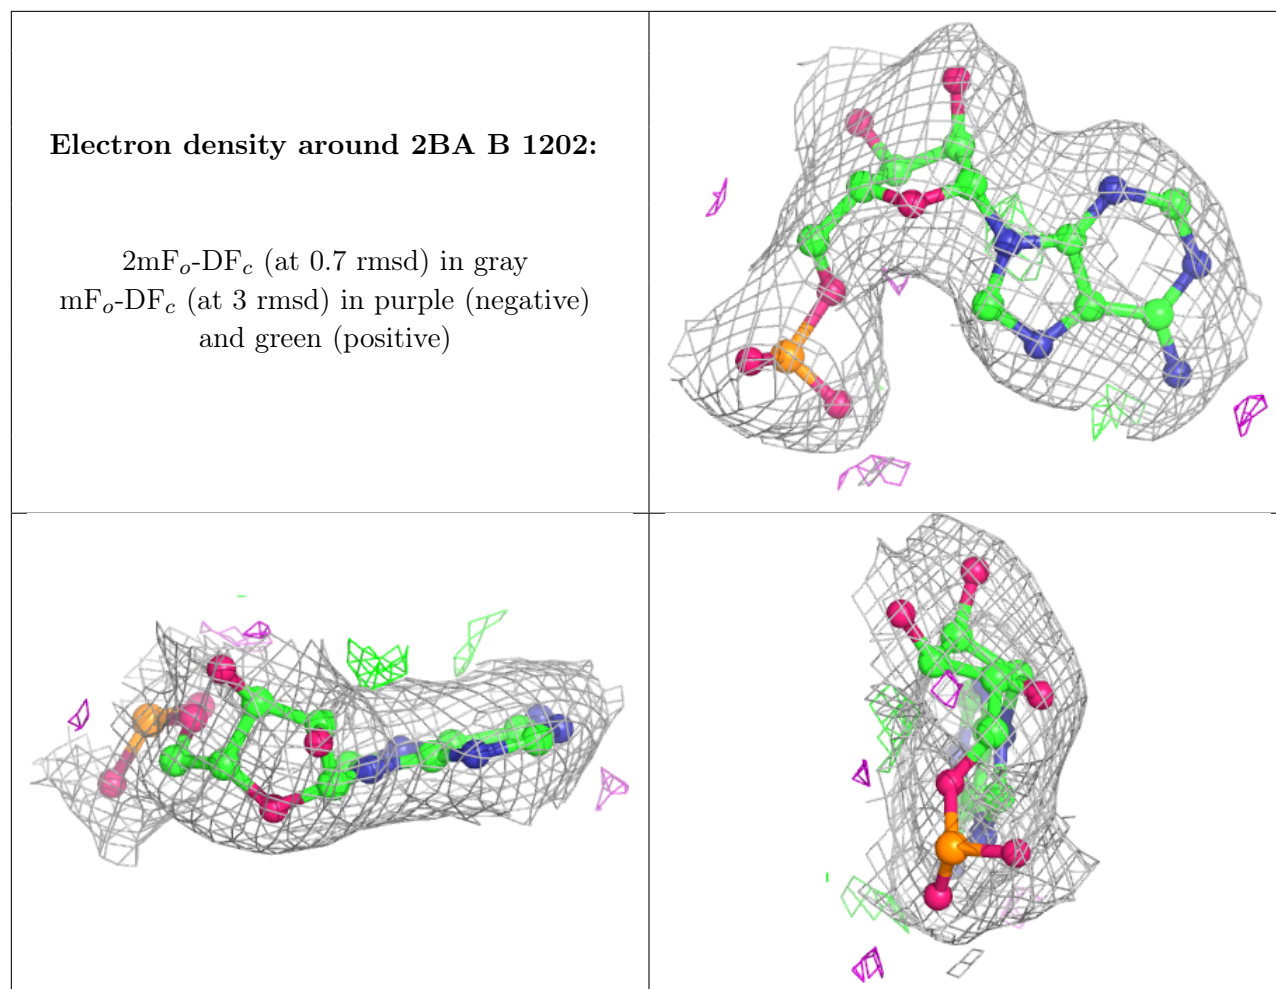 Electron density around 2BA B 1202:
2mFo-DFc (at 0.7 rmsd) in gray
mFo-DFc (at 3 rmsd) in purple (negative)
and green (positive)